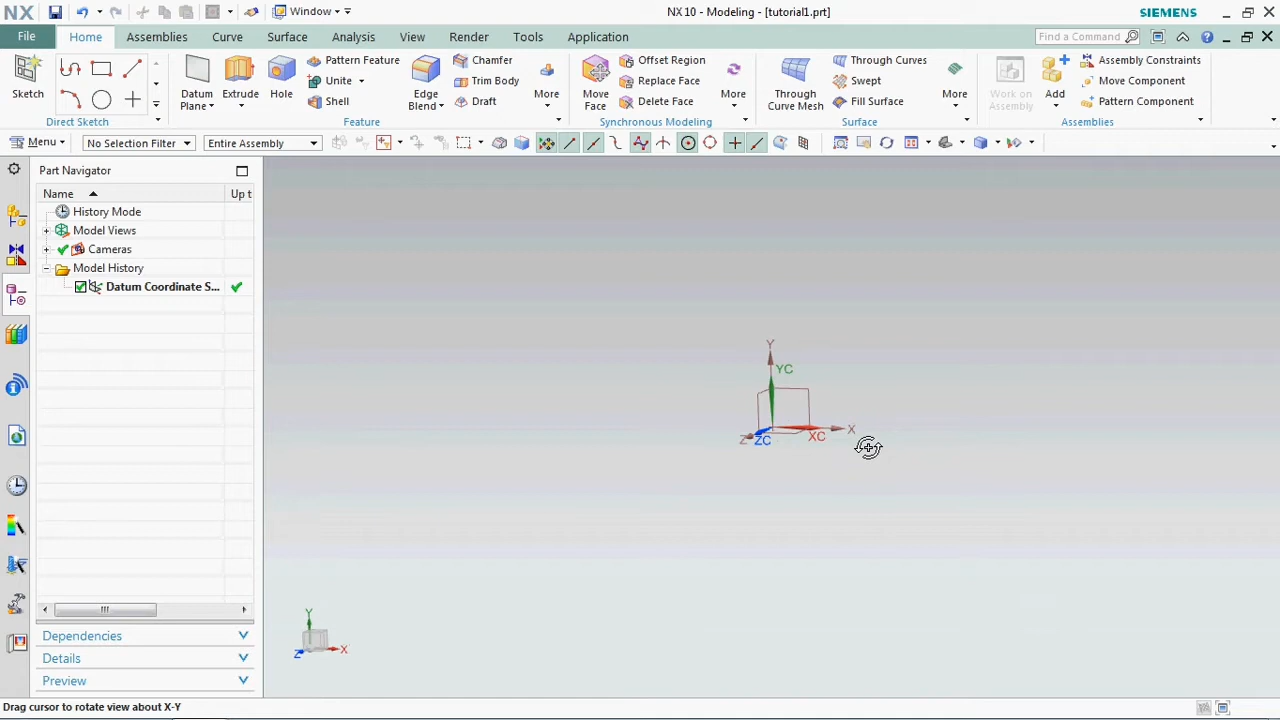 NX
Window
NX 10 - Modeling - [tutorial1.prt]
SIEMENS
File
Home
Assemblies
Curve
Surface
Analysis
View
Render
Tools
Application
Find a Command
Sketch
Direct Sketch
Datum Plane
Extrude
Hole
Pattern Feature
Unite
Shell
Edge Blend
Chamfer
Trim Body
Draft
More
Feature
Move Face
Offset Region
Replace Face
Delete Face
More
Synchronous Modeling
Through Curve Mesh
Through Curves
Swept
Fill Surface
More
Surface
Work on Assembly
Add
Assembly Constraints
Move Component
Pattern Component
Assemblies
Menu
No Selection Filter
Entire Assembly
Part Navigator
Name
Up t
History Mode
Model Views
Cameras
Model History
Datum Coordinate S...
Y
YC
X
XC
Z
ZC
Y
X
Z
Dependencies
Details
Preview
Drag cursor to rotate view about X-Y